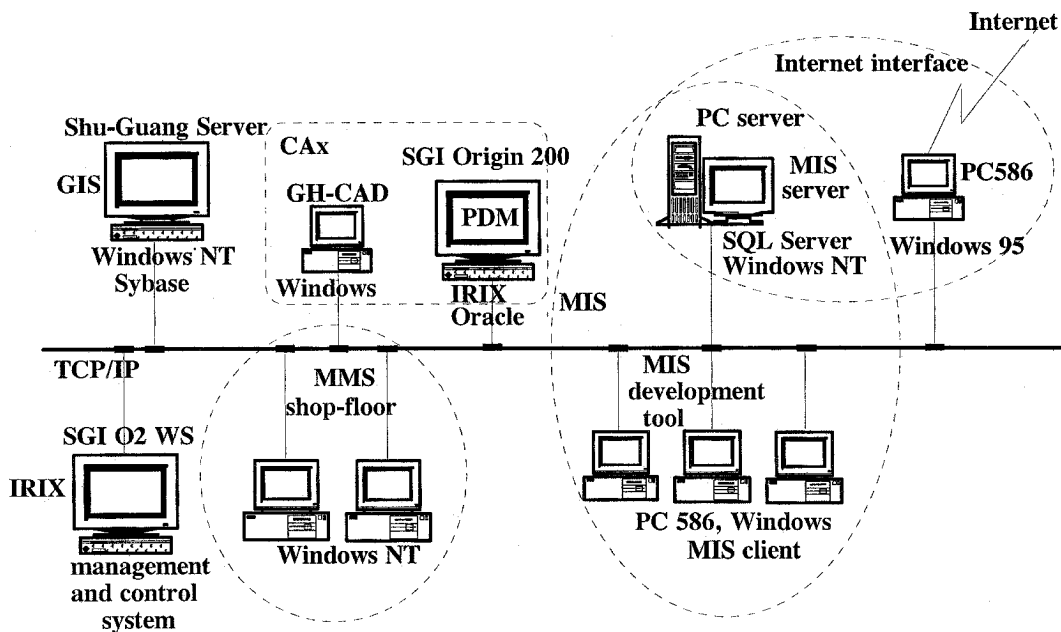 Internet
Internet interface
Shu-Guang Server
GIS
Windows NT
Sybase
CAx
GH-CAD
Windows
SGI Origin 200
PDM
IRIX
Oracle
MIS
PC server
MIS
server
SQL Server
Windows NT
PC586
Windows 95
TCP/IP
SGI O2 WS
IRIX
management
and control
system
MMS
shop-floor
Windows NT
MIS
development
tool
PC 586, Windows
MIS client